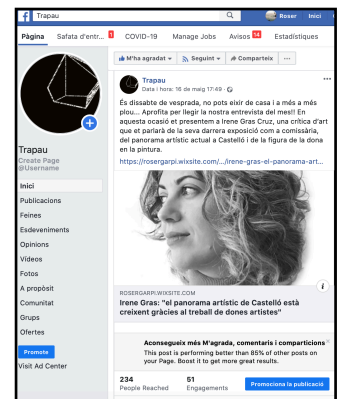 Trapau
Roser Inici
Pàgina Safata d'entr... 1 COVID-19 Manage Jobs Avisos 14 Estadístiques
M'ha agradat Seguint Comparteix ...
Trapau
Data i hora: 16 de maig 17:49 ·
És dissabte de vesprada, no pots eixir de casa i a més a més
plou... Aprofita per llegir la nostra entrevista del mes!! En
aquesta ocasió et presentem a Irene Gras Cruz, una crítica d'art
que et parlarà de la seva darrera exposició com a comissària,
del panorama artístic actual a Castelló i de la figura de la dona
en la pintura.
https://rosergarpi.wixsite.com/.../irene-gras-el-panorama-art...
ROSERGARPI.WIXSITE.COM
Irene Gras: "el panorama artístic de Castelló està
creixent gràcies al treball de dones artistes"
Aconsegueix més M'agrada, comentaris i comparticions
This post is performing better than 85% of other posts on
your Page. Boost it to get more great results.
234 51
People Reached Engagements
Promociona la publicació
Trapau
Create Page
@Username
Inici
Publicacions
Feines
Esdeveniments
Opinions
Vídeos
Fotos
A propòsit
Comunitat
Grups
Ofertes
Promote
Visit Ad Center